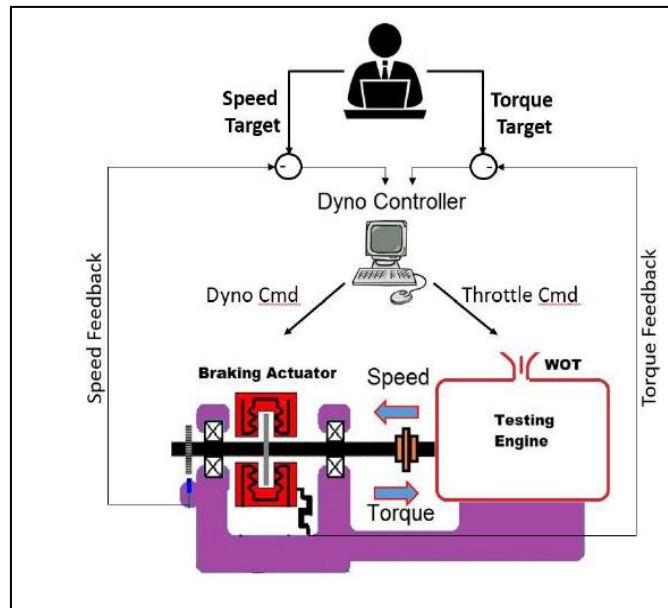 Speed
Target
Torque
Target
-
-
Dyno Controller
Dyno Cmd
Throttle Cmd
Speed Feedback
Torque Feedback
Braking Actuator
Speed
WOT
Testing
Engine
Torque